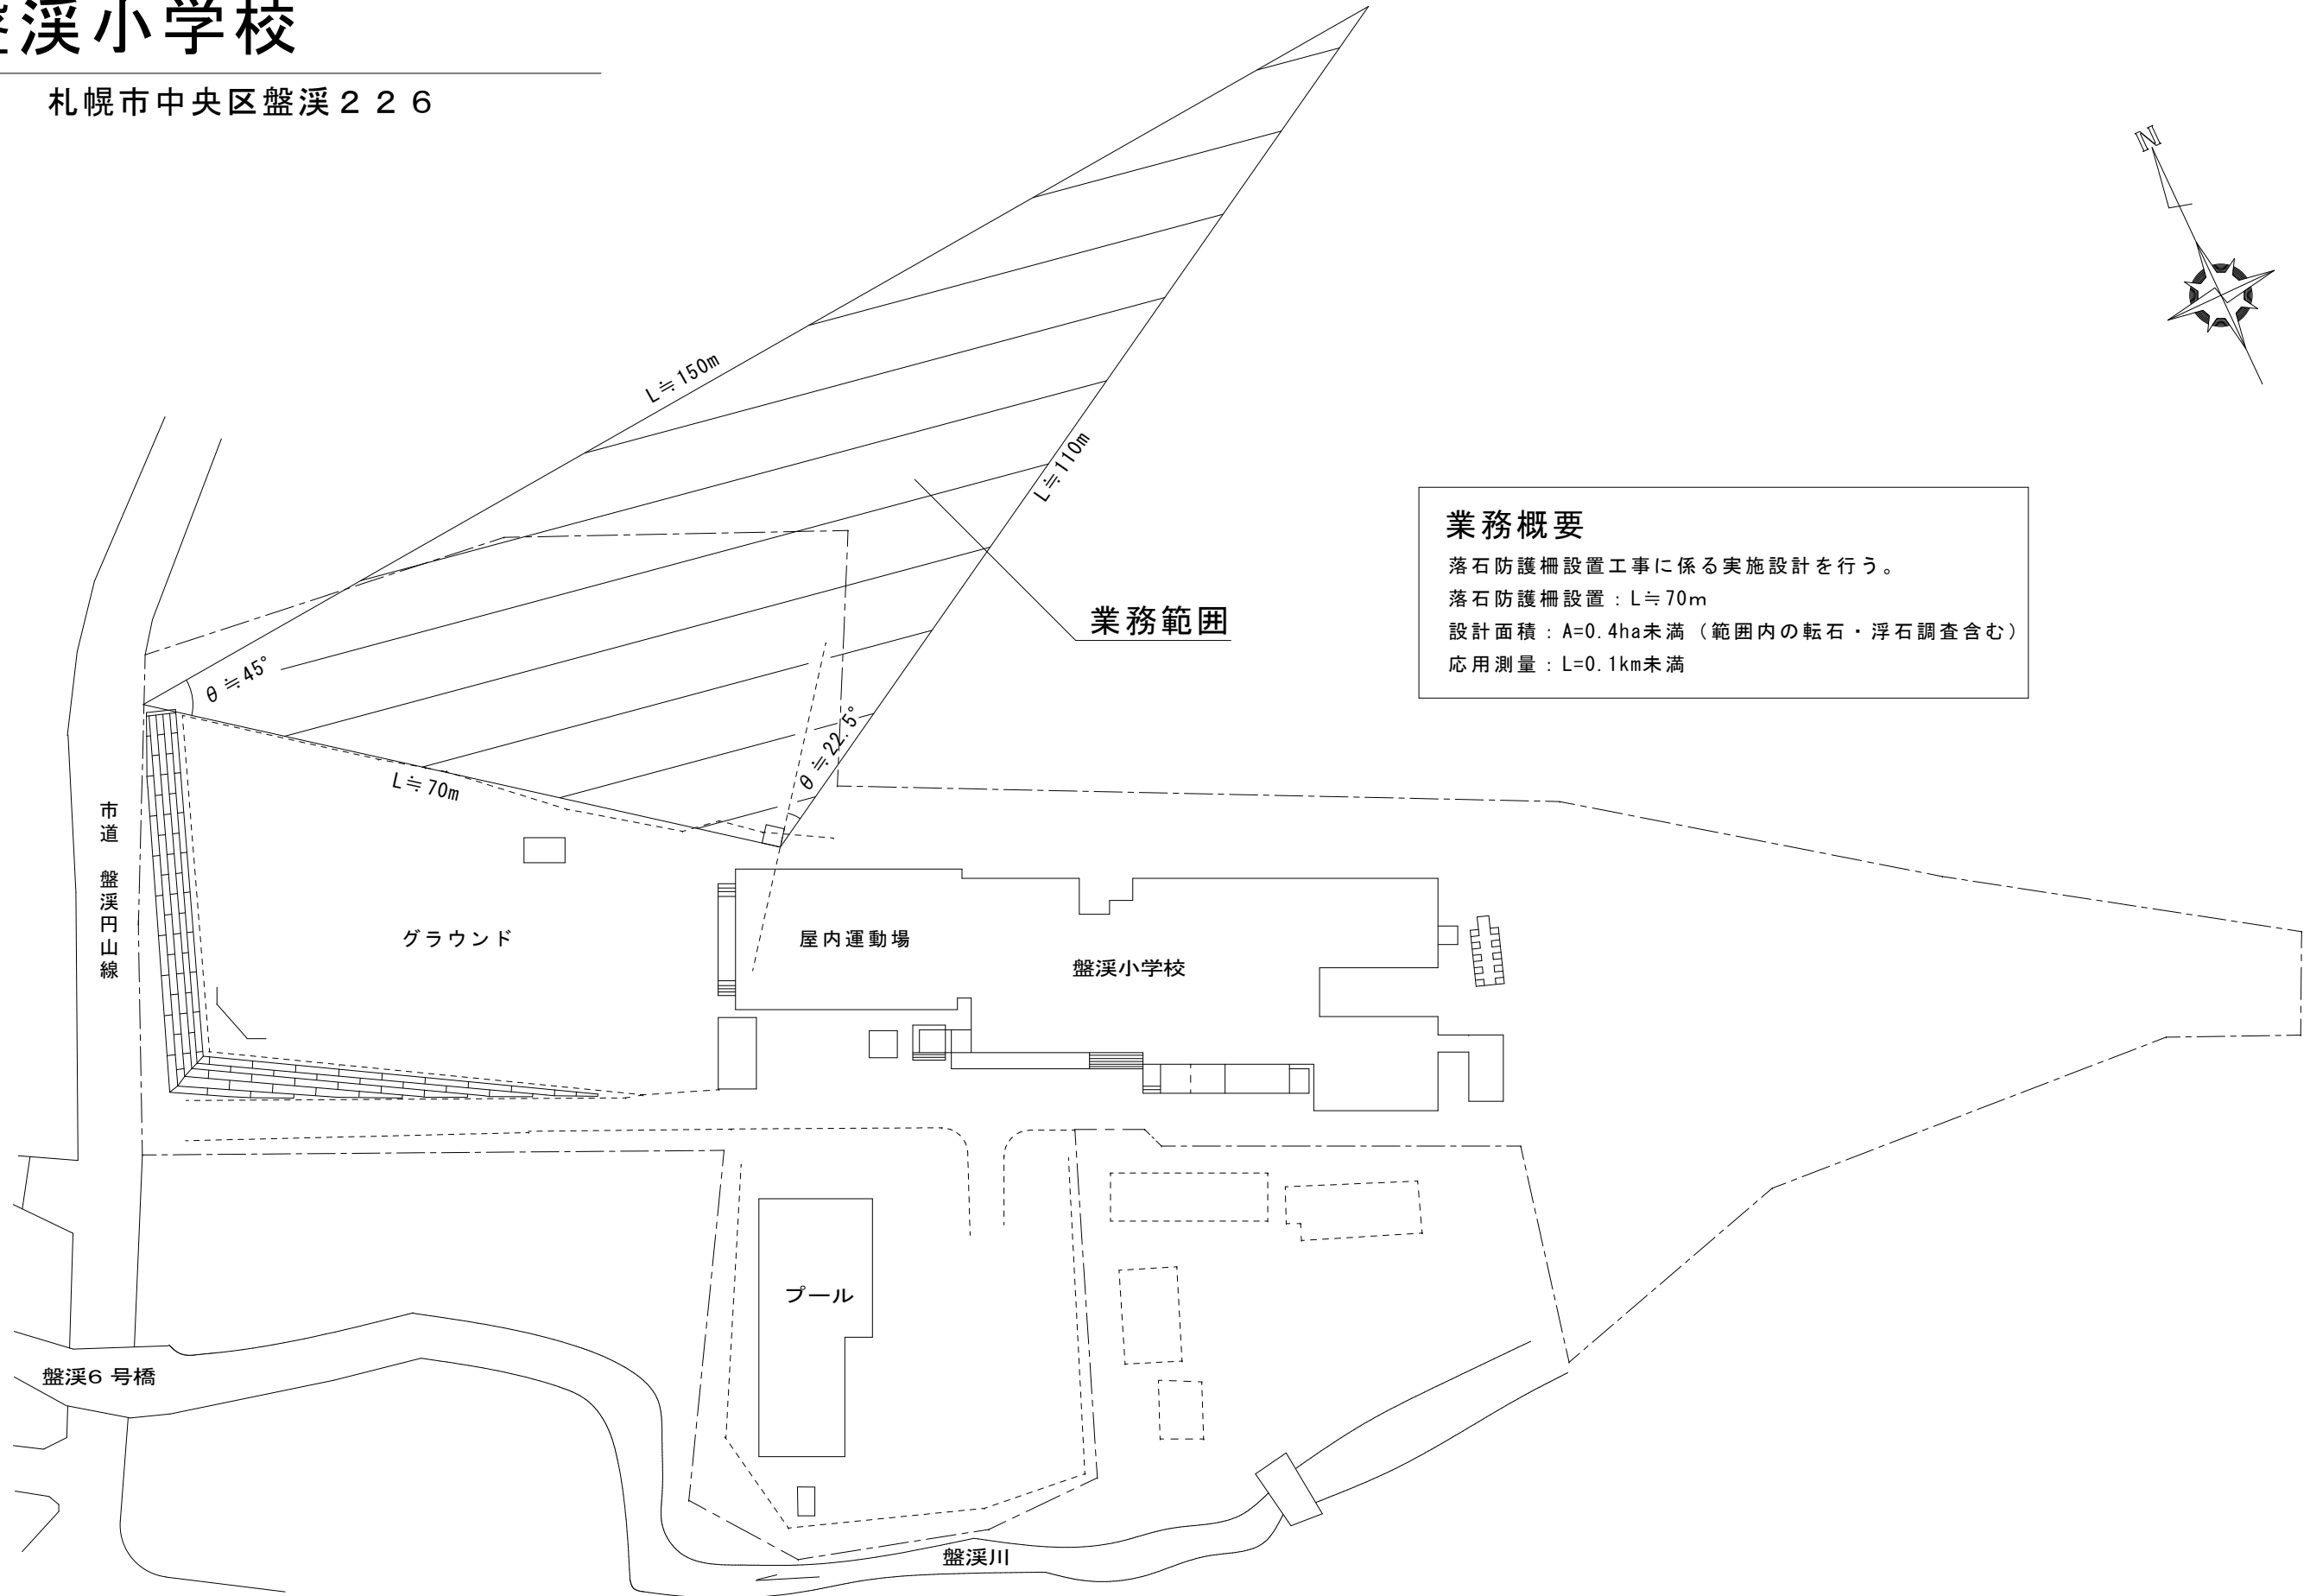 盤渓小学校
札幌市中央区盤渓２２６
N
L≒150m
L≒110m
業務概要
落石防護柵設置工事に係る実施設計を行う。
落石防護柵設置：L≒70m
設計面積：A=0.4ha未満（範囲内の転石・浮石調査含む）
応用測量：L=0.1km未満
業務範囲
θ≒45°
θ≒22.5°
L≒70m
市道 盤渓円山線
グラウンド
屋内運動場
盤渓小学校
プール
盤渓6号橋
盤渓川